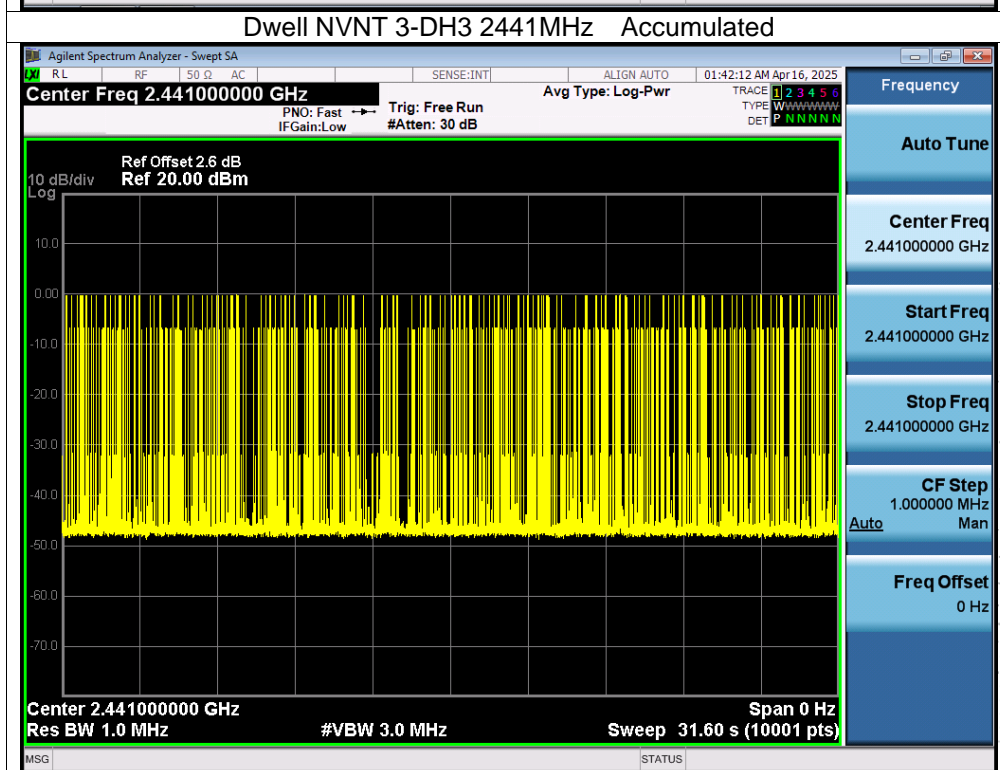 Dwell NVNT 3-DH3 2441MHz Accumulated
Agilent Spectrum Analyzer - Swept SA
LXI RL RF 50 Ω AC SENSE:INT ALIGN AUTO 01:42:12 AM Apr 16, 2025
Center Freq 2.441000000 GHz Avg Type: Log-Pwr TRACE 1 2 3 4 5 6
PNO: Fast Trig: Free Run TYPE WWWWWW
IFGain:Low #Atten: 30 dB DET P N N N N N
Frequency
Auto Tune
Center Freq
2.441000000 GHz
Start Freq
2.441000000 GHz
Stop Freq
2.441000000 GHz
CF Step
1.000000 MHz
Auto Man
Freq Offset
0 Hz
Ref Offset 2.6 dB
10 dB/div Ref 20.00 dBm
Log
10.0
0.00
-10.0
-20.0
-30.0
-40.0
-50.0
-60.0
-70.0
Center 2.441000000 GHz Span 0 Hz
Res BW 1.0 MHz #VBW 3.0 MHz Sweep 31.60 s (10001 pts)
MSG STATUS